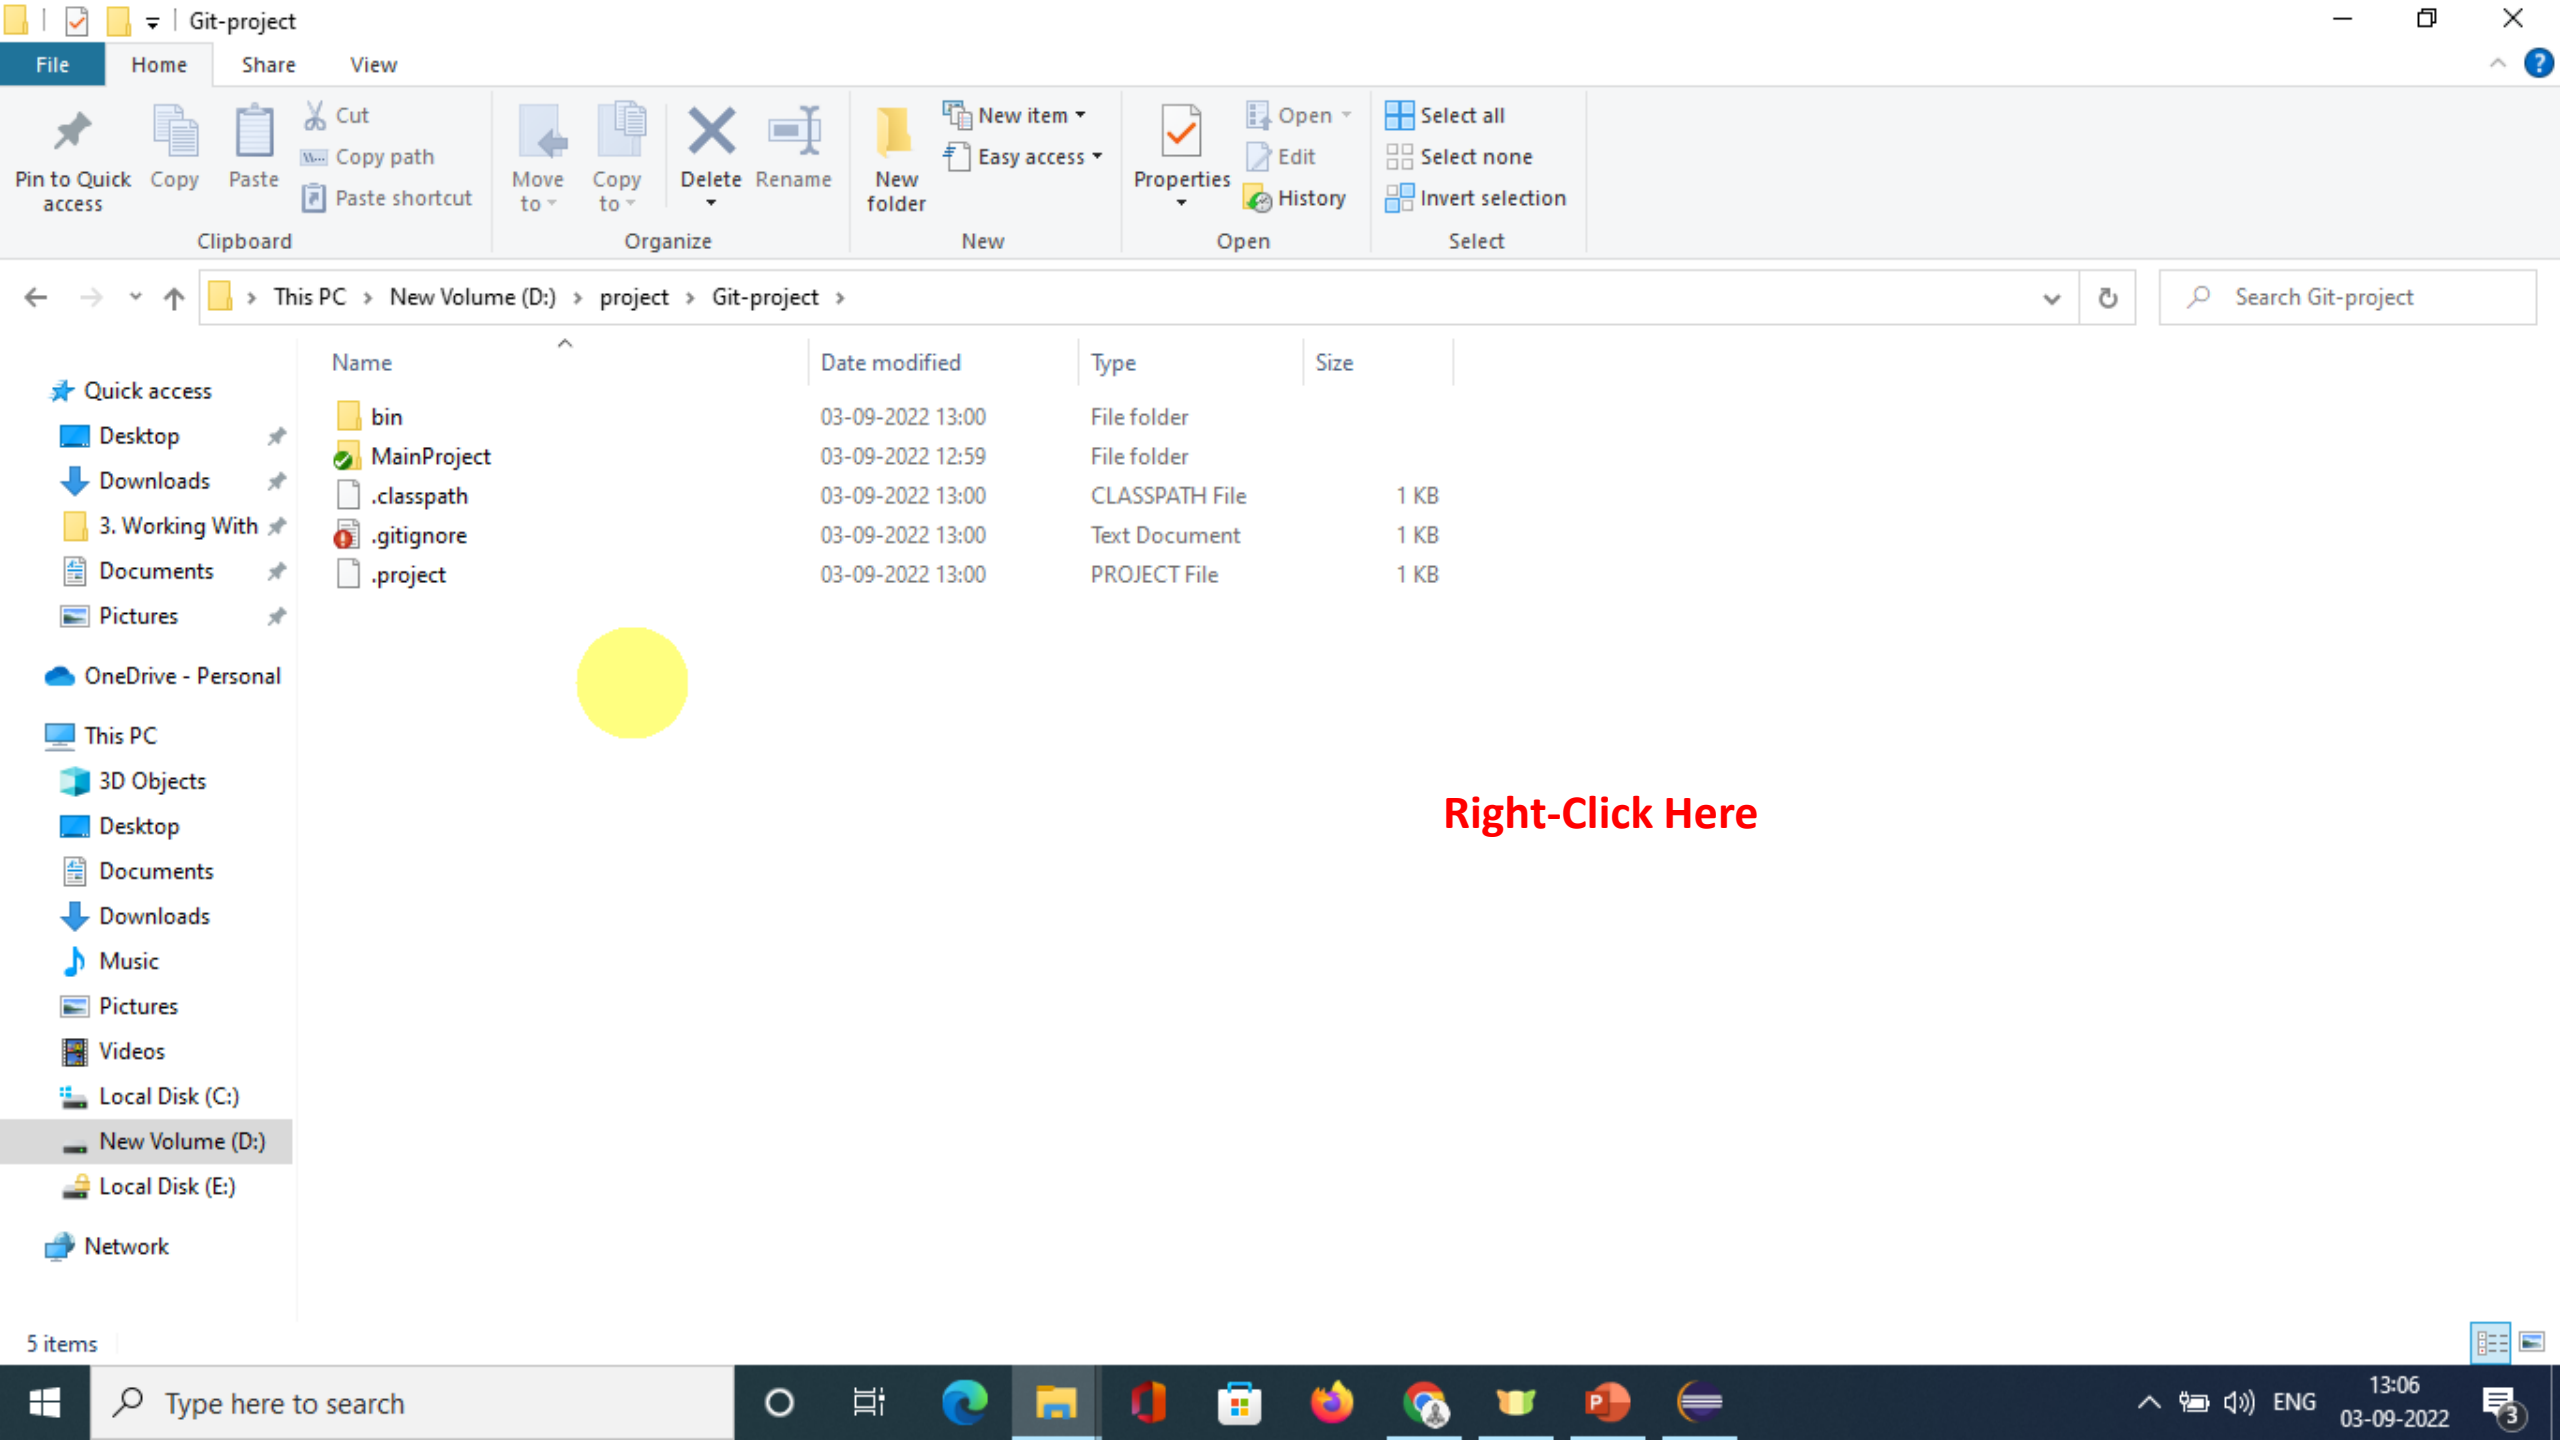 Git-project
File Home Share View
Pin to Quick access
Copy
Paste
Cut
Copy path
Paste shortcut
Clipboard
Move to
Copy to
Delete
Rename
Organize
New folder
New item
Easy access
New
Properties
Open
Edit
History
Open
Select all
Select none
Invert selection
Select
This PC > New Volume (D:) > project > Git-project >
Search Git-project
Name Date modified Type Size
bin 03-09-2022 13:00 File folder
MainProject 03-09-2022 12:59 File folder
.classpath 03-09-2022 13:00 CLASSPATH File 1 KB
.gitignore 03-09-2022 13:00 Text Document 1 KB
.project 03-09-2022 13:00 PROJECT File 1 KB
Quick access
Desktop
Downloads
3. Working With
Documents
Pictures
OneDrive - Personal
This PC
3D Objects
Desktop
Documents
Downloads
Music
Pictures
Videos
Local Disk (C:)
New Volume (D:)
Local Disk (E:)
Network
Right-Click Here
5 items
Type here to search
ENG
13:06
03-09-2022
3